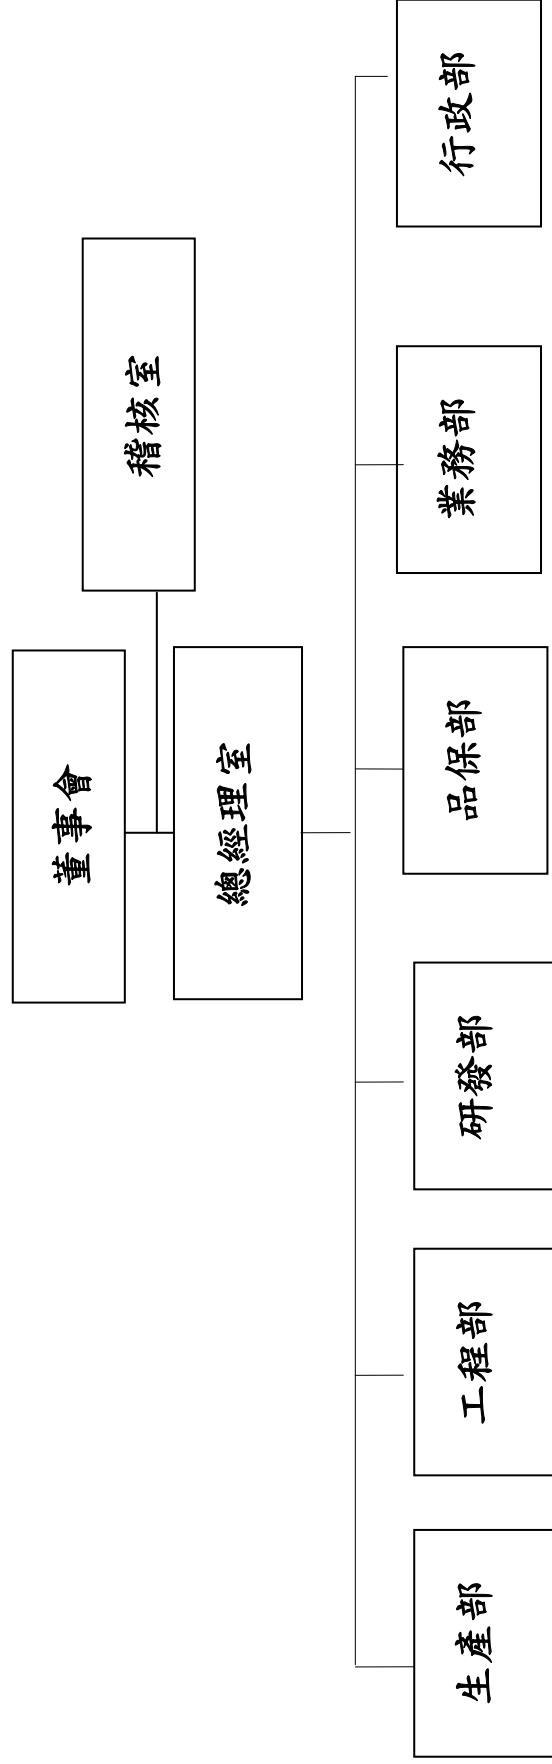 董事會
稽核室
總經理室
生產部
工程部
研發部
品保部
業務部
行政部